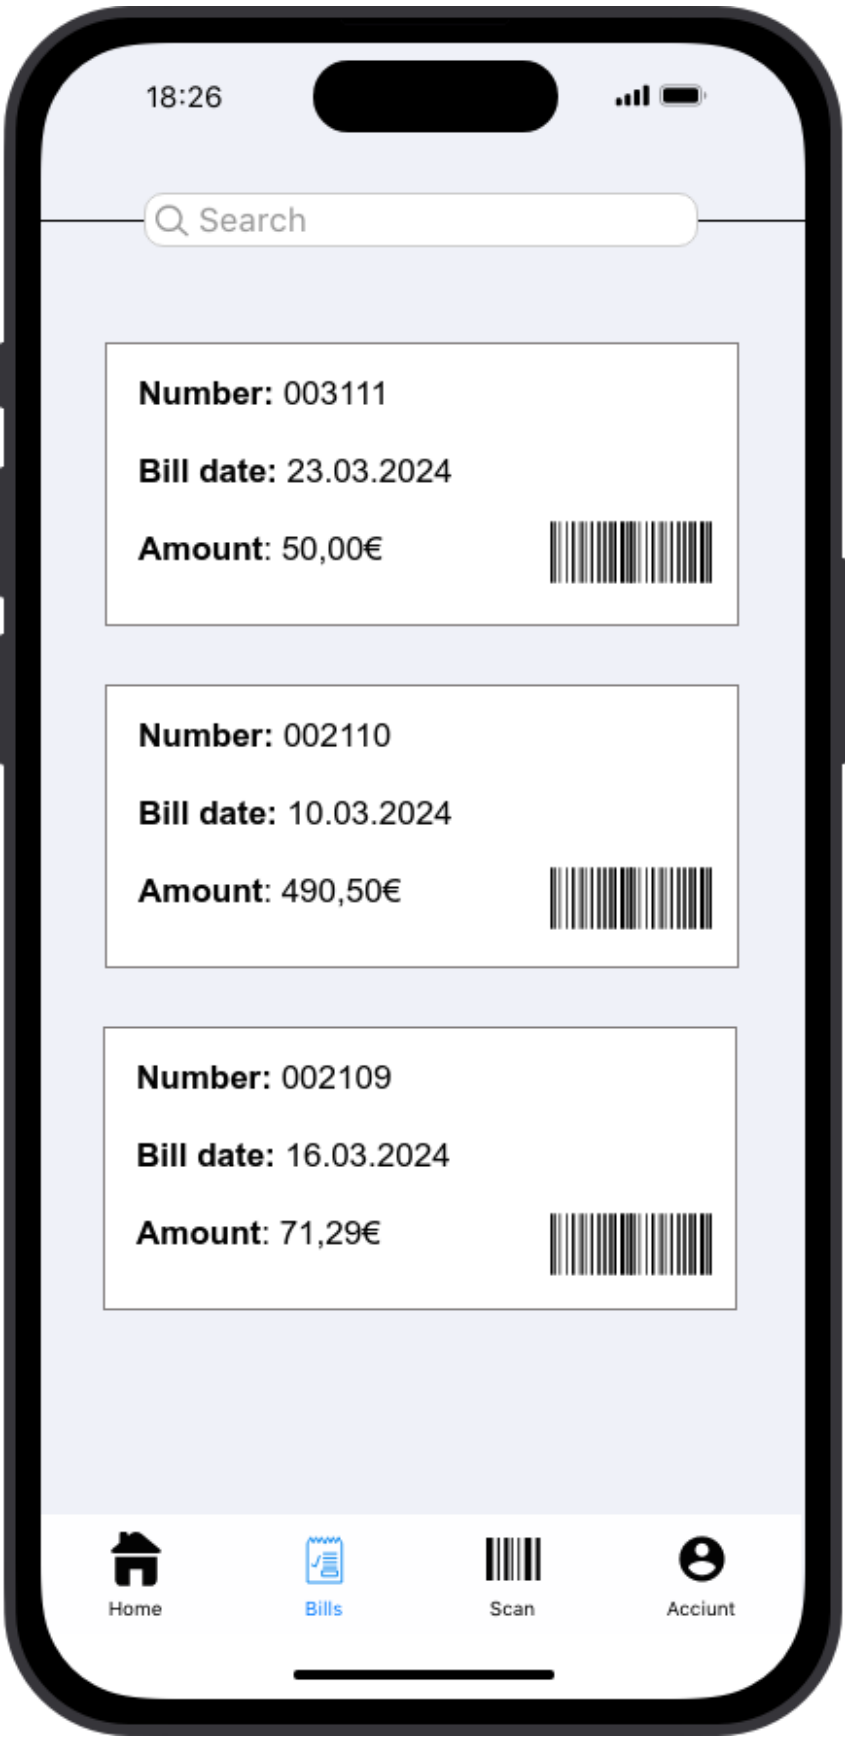 18:26
Search
Number: 003111
Bill date: 23.03.2024
Amount: 50,00€
Number: 002110
Bill date: 10.03.2024
Amount: 490,50€
Number: 002109
Bill date: 16.03.2024
Amount: 71,29€
Home
Bills
Scan
Acciunt